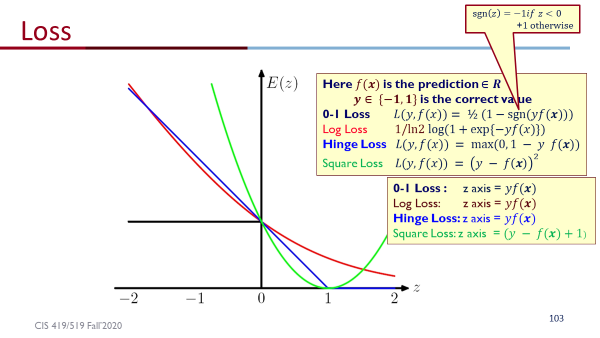 sgn(z) = −1 if z < 0
+1 otherwise
Loss
Here f(x) is the prediction ∈ R
y ∈ {−1, 1} is the correct value
0-1 Loss L(y, f(x)) = ½ (1 − sgn(yf(x)))
Log Loss 1/ln2 log(1 + exp{−yf(x)})
Hinge Loss L(y, f(x)) = max(0, 1 − y f(x))
Square Loss L(y, f(x)) = (y − f(x))²
0-1 Loss : z axis = yf(x)
Log Loss: z axis = yf(x)
Hinge Loss: z axis = yf(x)
Square Loss: z axis = (y − f(x) + 1)
E(z)
−2 −1 0 1 2 z
CIS 419/519 Fall'2020
103